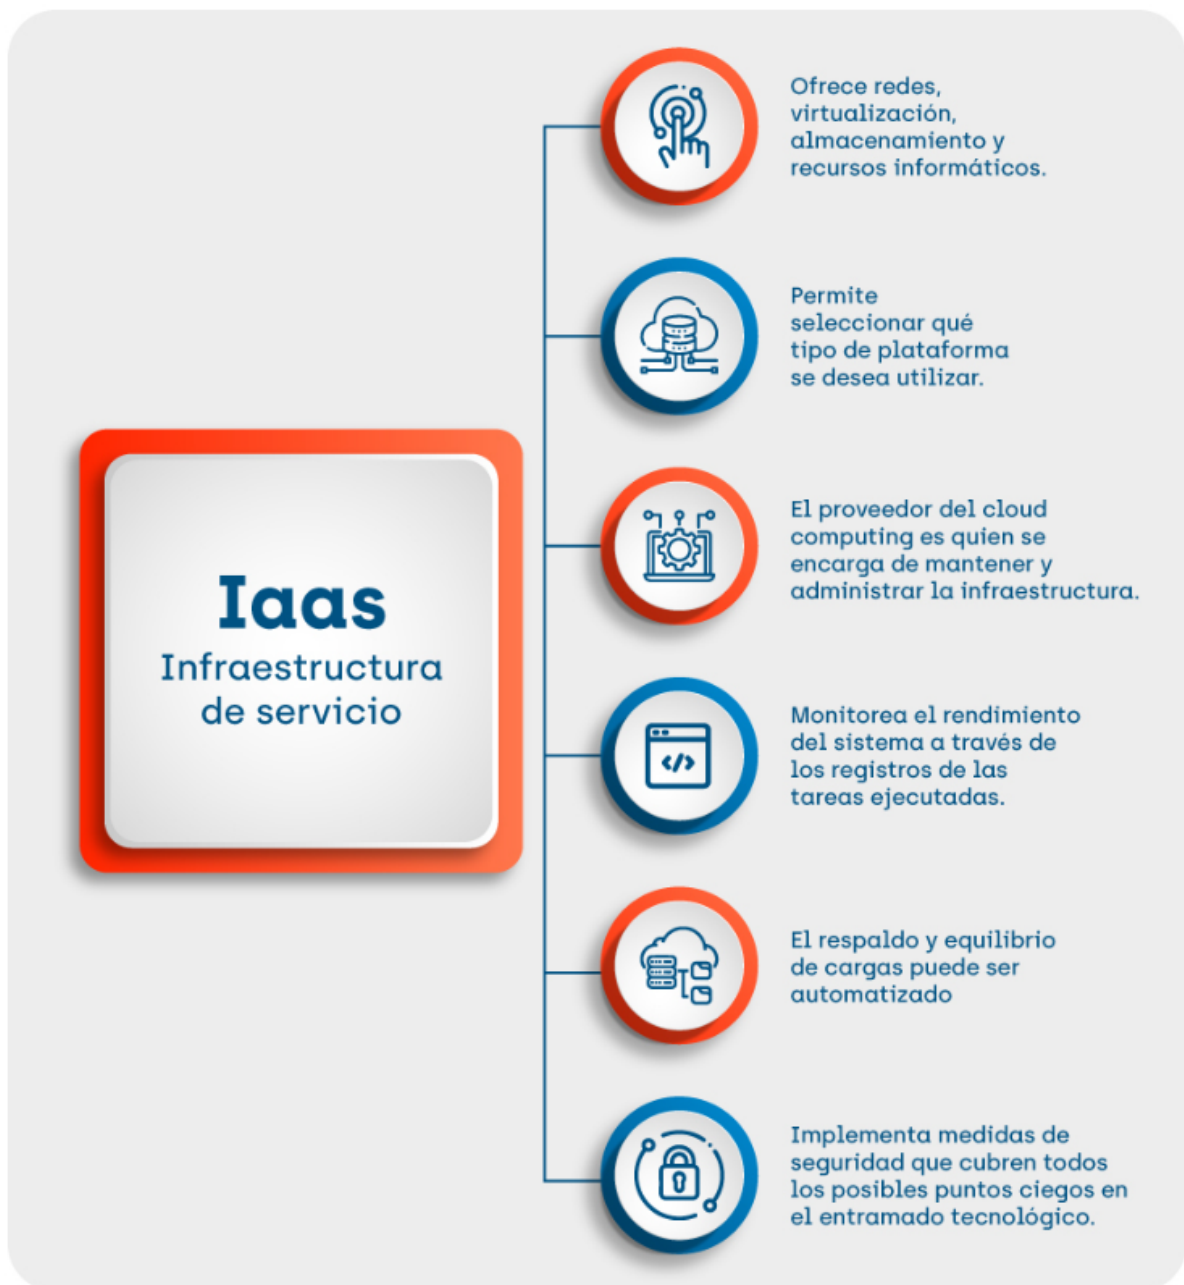 Iaas
Infraestructura
de servicio
Ofrece redes,
virtualización,
almacenamiento y
recursos informáticos.
Permite
seleccionar qué
tipo de plataforma
se desea utilizar.
El proveedor del cloud
computing es quien se
encarga de mantener y
administrar la infraestructura.
Monitorea el rendimiento
del sistema a través de
los registros de las
tareas ejecutadas.
El respaldo y equilibrio
de cargas puede ser
automatizado
Implementa medidas de
seguridad que cubren todos
los posibles puntos ciegos en
el entramado tecnológico.